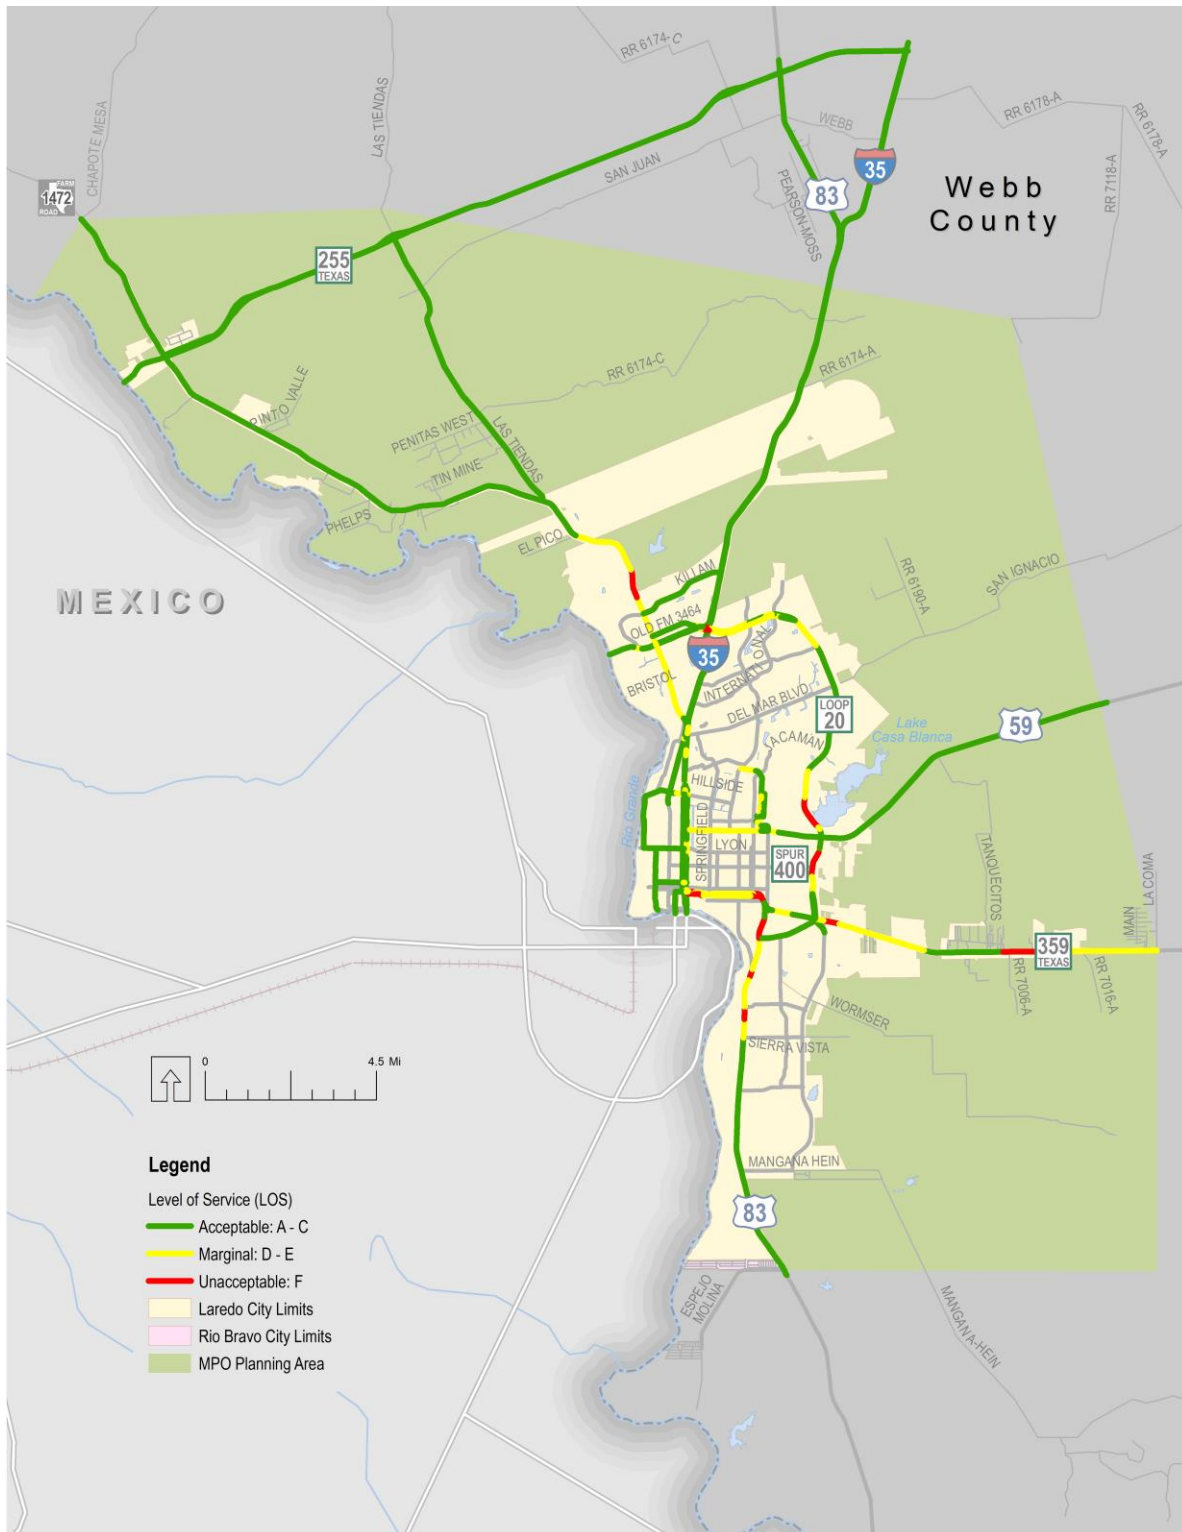 RR 6174-C
CHAPOTE MESA
LAS TIENDAS
RR 6178-A
RR 6178-A
WEBB
SAN JUAN
35
83
PEARSON-MOSS
RR 7118-A
Webb
County
FARM
1472
ROAD
255
TEXAS
RR 6174-C
RR 6174-A
PINTO VALLE
PENITAS WEST
LAS TIENDAS
TIN MINE
PHELPS
EL PICO
MEXICO
KILLAM
RR 6190-A
SAN IGNACIO
OLD FM 3464
35
INTERNATIONAL
BRISTOL
DEL MAR BLVD
LOOP
20
Lake
Casa Blanca
59
JACAMAN
HILLSIDE
Rio Grande
SPRINGFIELD
LYON
SPUR
400
TANQUECITOS
LA COMA
MAIN
359
TEXAS
RR 7006-A
RR 7016-A
WORMSER
SIERRA VISTA
0
4.5 Mi
MANGANA HEIN
83
ESPEJO
MOLINA
MANGANA-HEIN
Legend
Level of Service (LOS)
Acceptable: A - C
Marginal: D - E
Unacceptable: F
Laredo City Limits
Rio Bravo City Limits
MPO Planning Area